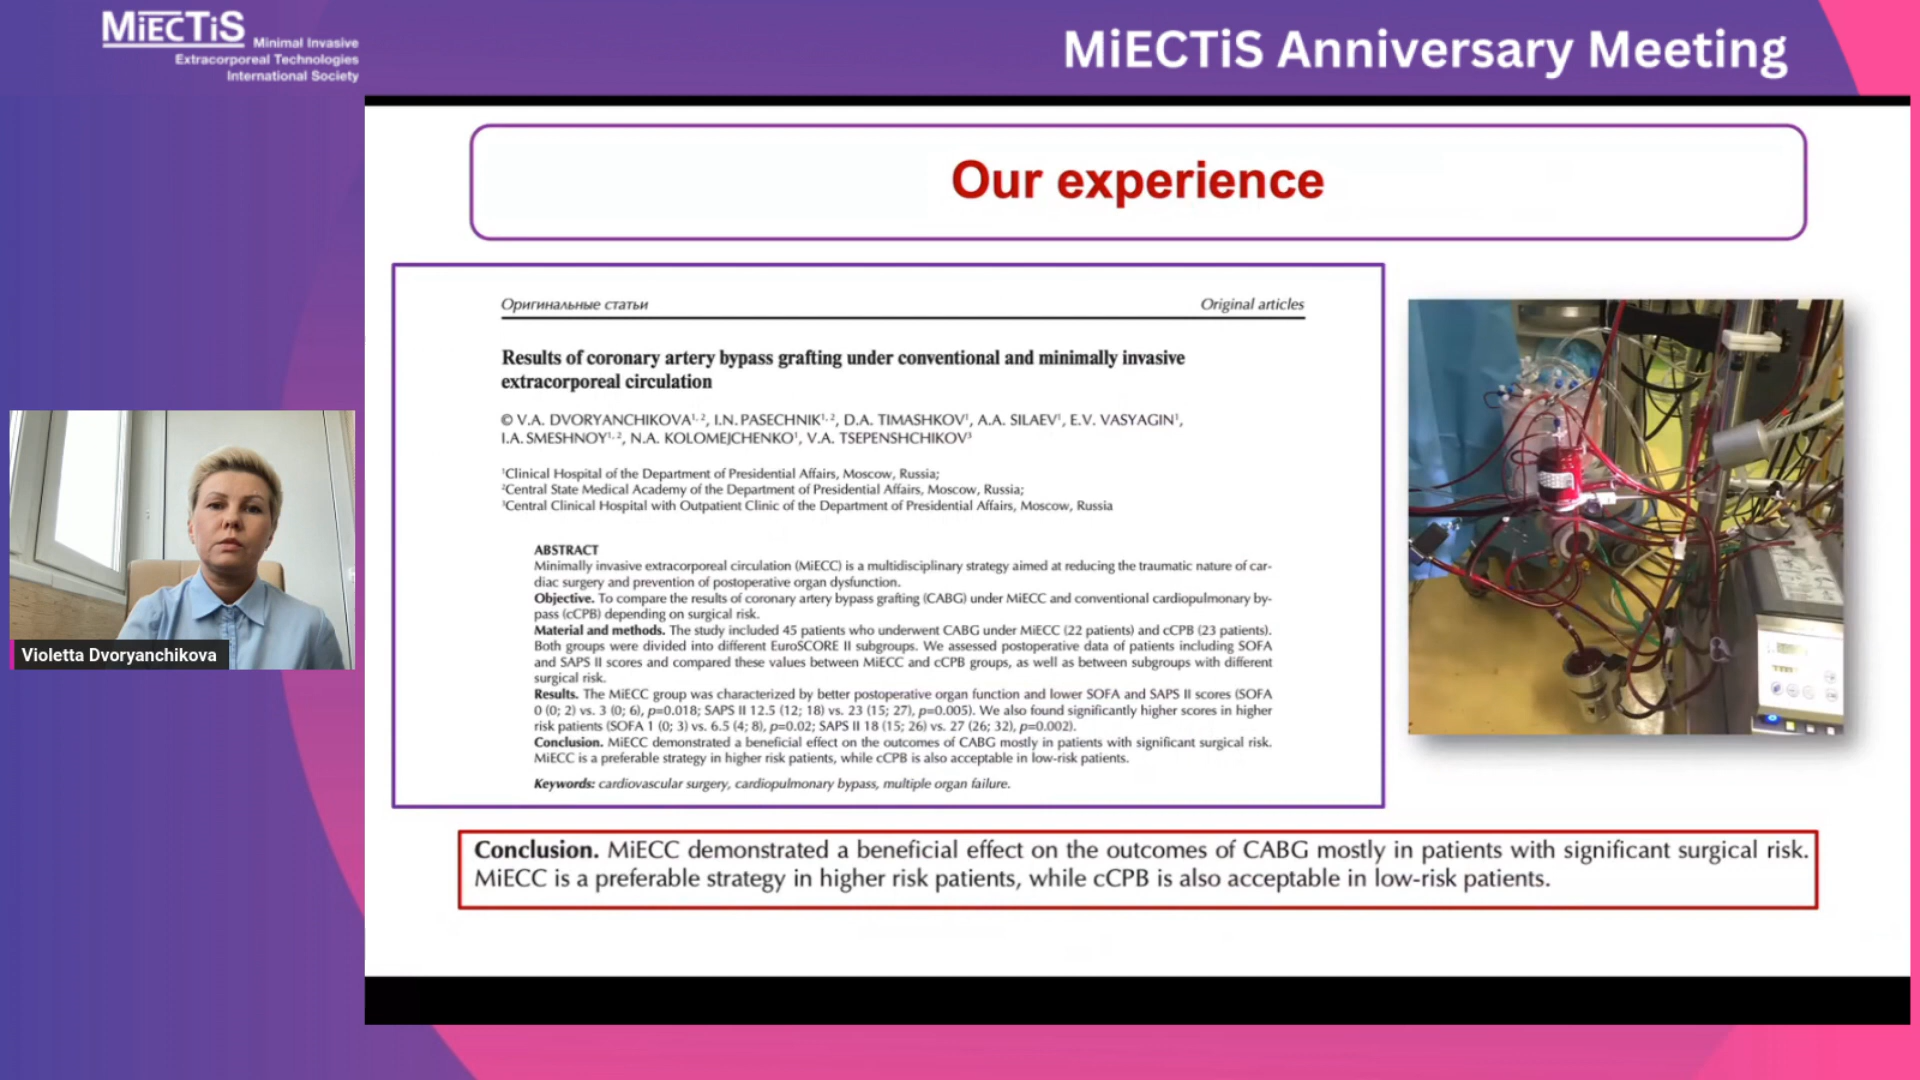 MiECTiS
Minimal Invasive
Extracorporeal Technologies
International Society
MiECTiS Anniversary Meeting
Our experience
Оригинальные статьи
Original articles
Results of coronary artery bypass grafting under conventional and minimally invasive
extracorporeal circulation
© V.A. DVORYANCHIKOVA1, 2, I.N. PASECHNIK1, 2, D.A. TIMASHKOV1, A.A. SILAEV1, E.V. VASYAGIN1,
I.A. SMESHNOY1, 2, N.A. KOLOMEJCHENKO1, V.A. TSEPENSHCHIKOV3
1Clinical Hospital of the Department of Presidential Affairs, Moscow, Russia;
2Central State Medical Academy of the Department of Presidential Affairs, Moscow, Russia;
3Central Clinical Hospital with Outpatient Clinic of the Department of Presidential Affairs, Moscow, Russia
ABSTRACT
Minimally invasive extracorporeal circulation (MiECC) is a multidisciplinary strategy aimed at reducing the traumatic nature of car-
diac surgery and prevention of postoperative organ dysfunction.
Objective. To compare the results of coronary artery bypass grafting (CABG) under MiECC and conventional cardiopulmonary by-
pass (cCPB) depending on surgical risk.
Material and methods. The study included 45 patients who underwent CABG under MiECC (22 patients) and cCPB (23 patients).
Both groups were divided into different EuroSCORE II subgroups. We assessed postoperative data of patients including SOFA
and SAPS II scores and compared these values between MiECC and cCPB groups, as well as between subgroups with different
surgical risk.
Results. The MiECC group was characterized by better postoperative organ function and lower SOFA and SAPS II scores (SOFA
0 (0; 2) vs. 3 (0; 6), p=0.018; SAPS II 12.5 (12; 18) vs. 23 (15; 27), p=0.005). We also found significantly higher scores in higher
risk patients (SOFA 1 (0; 3) vs. 6.5 (4; 8), p=0.02; SAPS II 18 (15; 26) vs. 27 (26; 32), p=0.002).
Conclusion. MiECC demonstrated a beneficial effect on the outcomes of CABG mostly in patients with significant surgical risk.
MiECC is a preferable strategy in higher risk patients, while cCPB is also acceptable in low-risk patients.
Keywords: cardiovascular surgery, cardiopulmonary bypass, multiple organ failure.
Violetta Dvoryanchikova
Conclusion. MiECC demonstrated a beneficial effect on the outcomes of CABG mostly in patients with significant surgical risk.
MiECC is a preferable strategy in higher risk patients, while cCPB is also acceptable in low-risk patients.